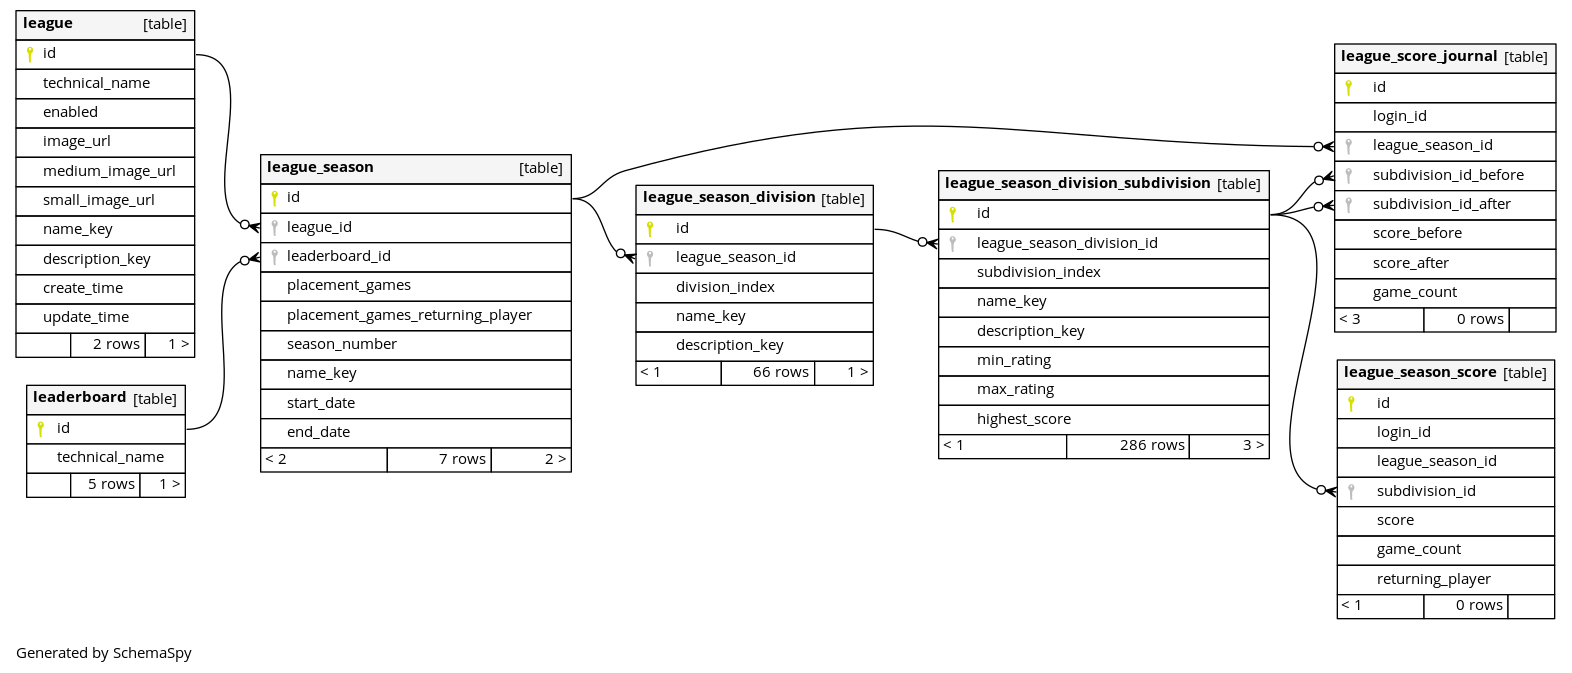 league [table]
id
technical_name
enabled
image_url
medium_image_url
small_image_url
name_key
description_key
create_time
update_time
2 rows 1 >
leaderboard [table]
id
technical_name
5 rows 1 >
league_season [table]
id
league_id
leaderboard_id
placement_games
placement_games_returning_player
season_number
name_key
start_date
end_date
< 2 7 rows 2 >
league_season_division [table]
id
league_season_id
division_index
name_key
description_key
< 1 66 rows 1 >
league_season_division_subdivision [table]
id
league_season_division_id
subdivision_index
name_key
description_key
min_rating
max_rating
highest_score
< 1 286 rows 3 >
league_score_journal [table]
id
login_id
league_season_id
subdivision_id_before
subdivision_id_after
score_before
score_after
game_count
< 3 0 rows
league_season_score [table]
id
login_id
league_season_id
subdivision_id
score
game_count
returning_player
< 1 0 rows
Generated by SchemaSpy